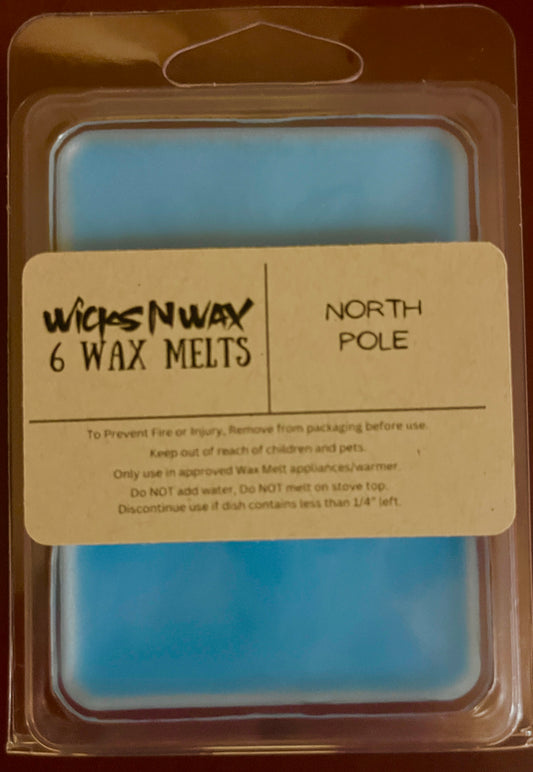 Wicks N Wax
6 WAX MELTS
NORTH
POLE
To Prevent Fire or Injury, Remove from packaging before use.
Keep out of reach of children and pets.
Only use in approved Wax Melt appliances/warmer.
Do NOT add water, Do NOT melt on stove top.
Discontinue use if dish contains less than 1/4" left.